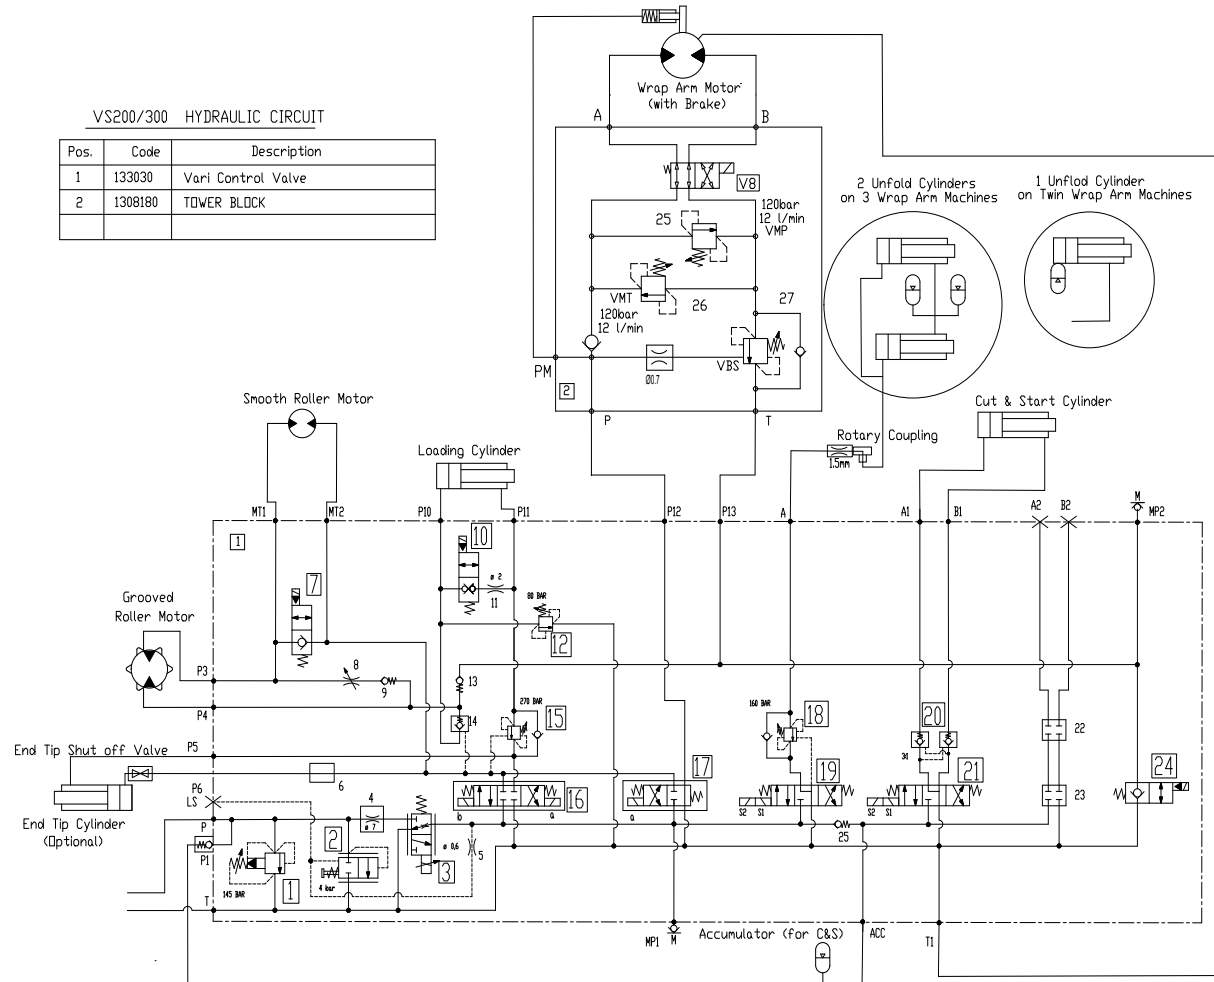 Wrap Arm Motor
(with Brake)
A
B
VS200/300 HYDRAULIC CIRCUIT
Pos. Code Description
1 133030 Vari Control Valve
2 1308180 TOWER BLOCK
W
V8
2 Unfold Cylinders
on 3 Wrap Arm Machines
1 Unflod Cylinder
on Twin Wrap Arm Machines
120bar
12 l/min
VMP
25
VMT
26
27
120bar
12 l/min
VBS
PM
Ø0.7
2
P
T
Smooth Roller Motor
Cut & Start Cylinder
Loading Cylinder
Rotary Coupling
1.5mm
MT1
MT2
P10
P11
P12
P13
A
A1
B1
A2
B2
M
MP2
1
10
7
ø 2
11
80 BAR
12
Grooved
Roller Motor
P3
8
9
13
P4
14
270 BAR
15
160 BAR
18
20
22
End Tip Shut off Valve
P5
6
17
19
21
24
P6
LS
16
b
a
a
S2
S1
S2
S1
23
End Tip Cylinder
(Optional)
P
P1
4
ø 7
2
ø 0,6
5
3
25
145 BAR
1
4 bar
T
MP1
M
Accumulator (for C&S)
ACC
T1